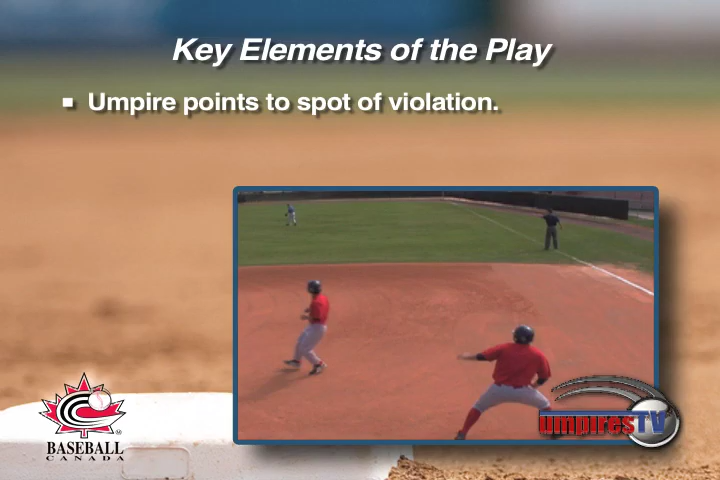 Key Elements of the Play
Umpire points to spot of violation.
BASEBALL
CANADA
umpiresTV